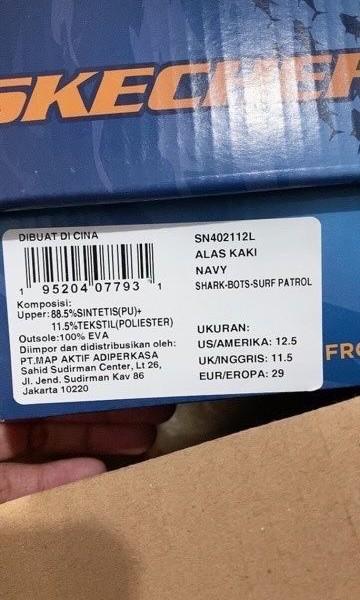 SKECHER
DIBUAT DI CINA
1 95204 07793 1
Komposisi:
Upper:88.5%SINTETIS(PU)+
11.5%TEKSTIL(POLIESTER)
Outsole:100% EVA
Diimpor dan didistribusikan oleh:
PT.MAP AKTIF ADIPERKASA
Sahid Sudirman Center, Lt 26,
Jl. Jend. Sudirman Kav 86
Jakarta 10220
SN402112L
ALAS KAKI
NAVY
SHARK-BOTS-SURF PATROL
UKURAN:
US/AMERIKA: 12.5
UK/INGGRIS: 11.5
EUR/EROPA: 29
FRO